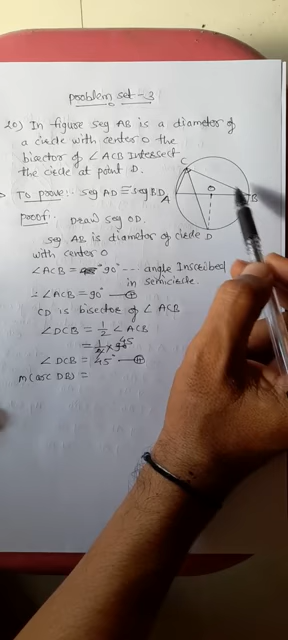 problem set - 3
20) In figure seg AB is a diameter of
a circle with center O the
bisector of ∠ACB Intersect
the circle at point D.
C
O
A
B
D
To prove:- seg AD ≅ seg BD
proof:- Draw seg OD.
seg AB is diameter of circle
with center O
∠ACB = 90° --- angle Inscribed
in semicircle.
∴ ∠ACB = 90° — ①
CD is bisector of ∠ACB
∠DCB = 1/2 ∠ACB
= 1/2 × 90 45
∠DCB = 45° — ②
m(arc DB) =